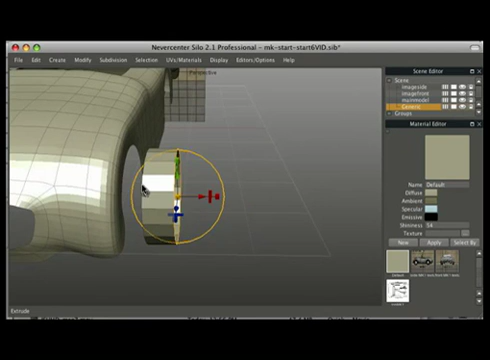 Nevercenter Silo 2.1 Professional - mk-start-start6VID.sib*
File Edit Create Modify Subdivision Selection UVs/Materials Display Editors/Options Help
Perspective
Scene Editor
Scene
imageside
imagefront
mainmodel
Generic
Groups
Material Editor
Name Default
Diffuse
Ambient
Specular
Emissive
Shininess 54
Texture
New Apply Select By
Default
Extrude